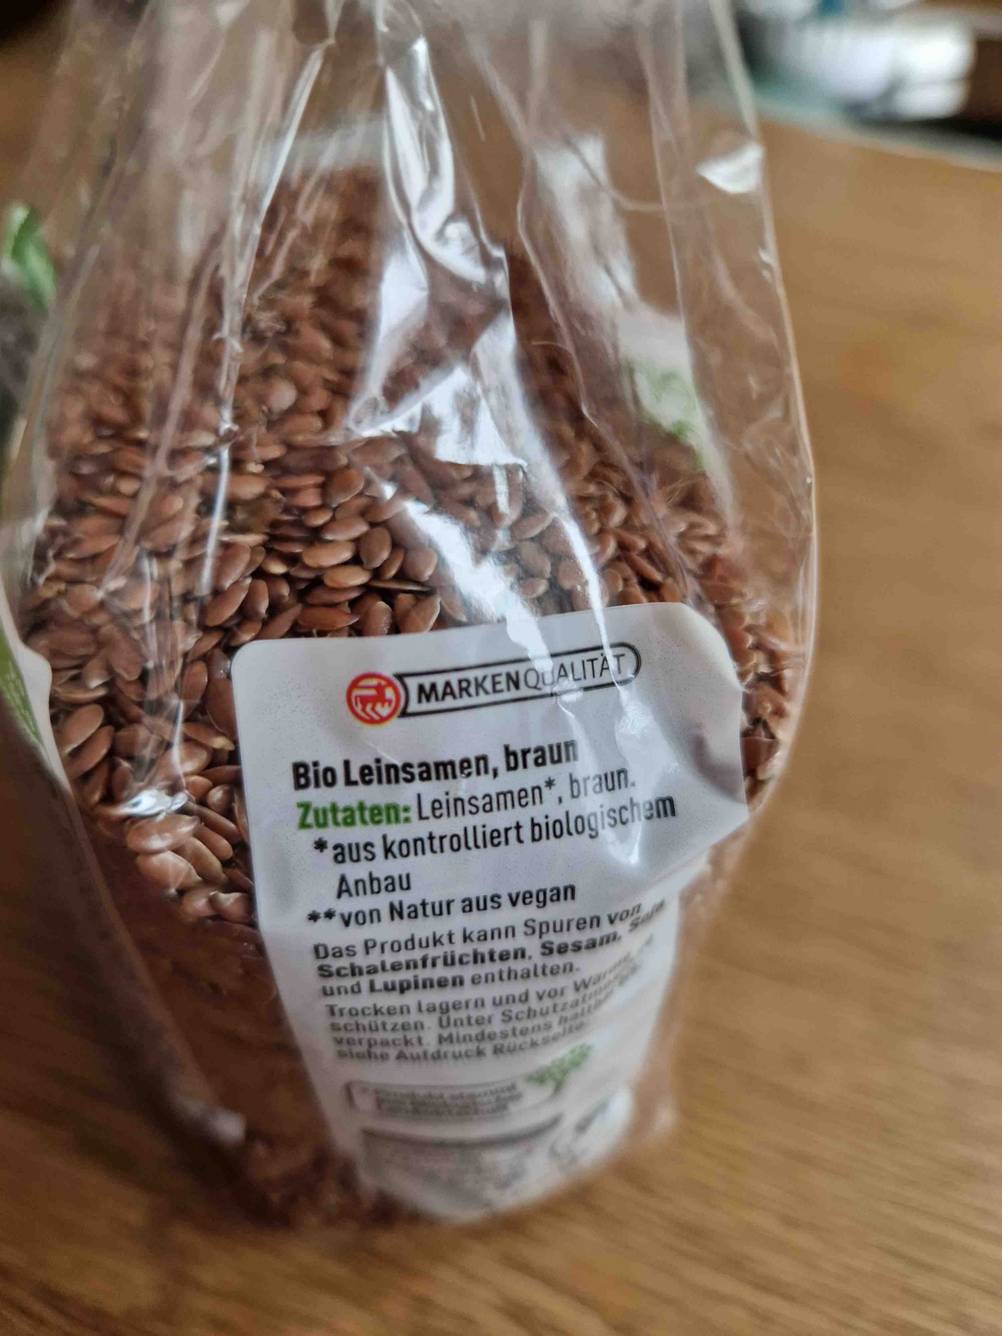 MARKENQUALITÄT
Bio Leinsamen, braun
Zutaten: Leinsamen*, braun.
*aus kontrolliert biologischem
Anbau
**von Natur aus vegan
Das Produkt kann Spuren von
Schalenfrüchten, Sesam, Soja
und Lupinen enthalten.
Trocken lagern und vor Wärme
schützen. Unter Schutzatmosphäre
verpackt. Mindestens haltbar
siehe Aufdruck Rückseite.